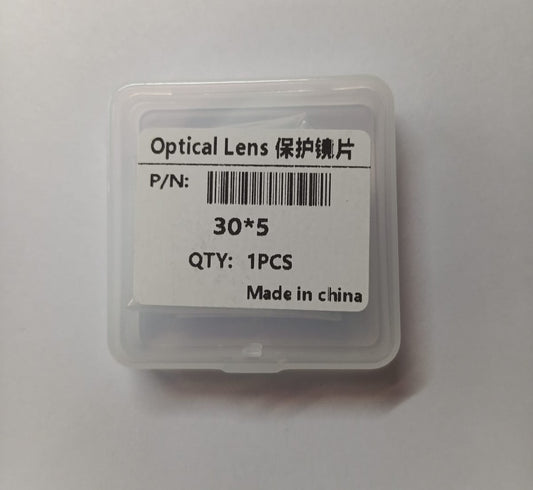 Optical Lens 保护镜片
P/N:
30*5
QTY: 1PCS
Made in china